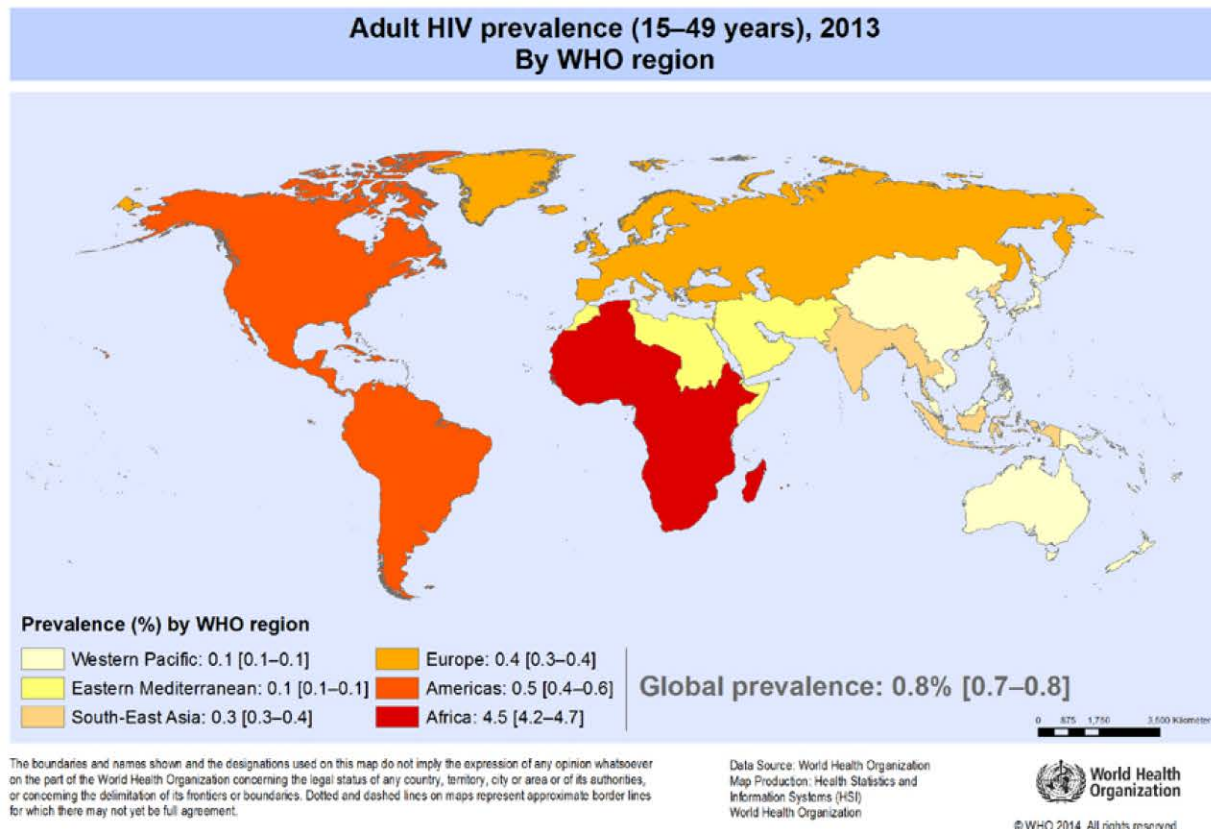 Adult HIV prevalence (15–49 years), 2013
By WHO region
Prevalence (%) by WHO region
Western Pacific: 0.1 [0.1–0.1]
Eastern Mediterranean: 0.1 [0.1–0.1]
South-East Asia: 0.3 [0.3–0.4]
Europe: 0.4 [0.3–0.4]
Americas: 0.5 [0.4–0.6]
Africa: 4.5 [4.2–4.7]
Global prevalence: 0.8% [0.7–0.8]
0 875 1,750 3,500 Kilometer
The boundaries and names shown and the designations used on this map do not imply the expression of any opinion whatsoever
on the part of the World Health Organization concerning the legal status of any country, territory, city or area or of its authorities,
or concerning the delimitation of its frontiers or boundaries. Dotted and dashed lines on maps represent approximate border lines
for which there may not yet be full agreement.
Data Source: World Health Organization
Map Production: Health Statistics and
Information Systems (HSI)
World Health Organization
World Health
Organization
© WHO 2014. All rights reserved